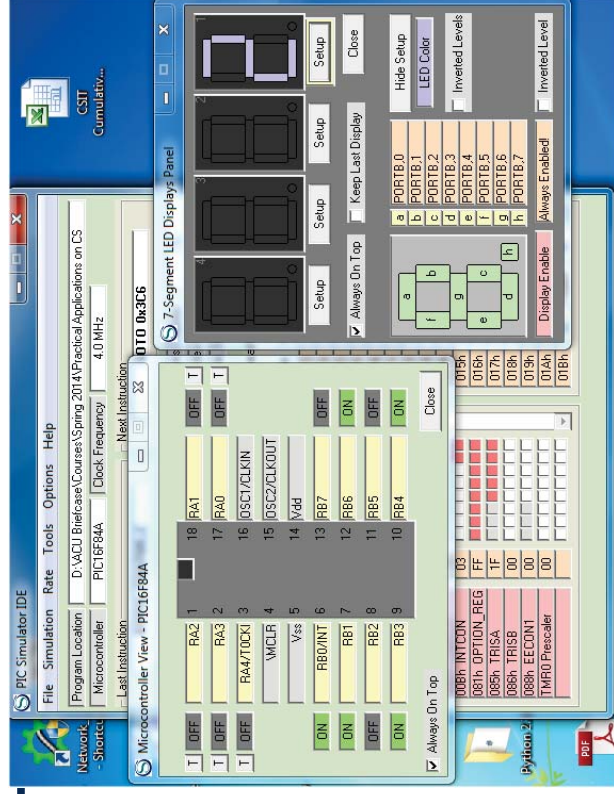 PIC Simulator IDE
File Simulation Rate Tools Options Help
Program Location D:\ACU Briefcase\Courses\Spring 2014\Practical Applications on CS
Microcontroller PIC16F84A Clock Frequency 4.0 MHz
Last Instruction Next Instruction
OTO 0x3C6
Microcontroller View - PIC16F84A
T OFF RA2 1 18 RA1 OFF T
T OFF RA3 2 17 RA0 OFF T
T OFF RA4/T0CKI 3 16 OSC1/CLKIN
\MCLR 4 15 OSC2/CLKOUT
Vss 5 14 Vdd
ON RB0/INT 6 13 RB7 OFF
ON RB1 7 12 RB6 ON
OFF RB2 8 11 RB5 OFF
ON RB3 9 10 RB4 ON
Always On Top
Close
INTCON 03
081h OPTION_REG FF
085h TRISA 1F
086h TRISB 00
088h EECON1 00
TMR0 Prescaler 00
015h
016h
017h
018h
019h
01Ah
01Bh
7-Segment LED Displays Panel
4 3 2 1
Setup Setup Setup Setup
Always On Top Keep Last Display Close
a
f b
g
e c
d h
a PORTB,0
b PORTB,1
c PORTB,2
d PORTB,3
e PORTB,4
f PORTB,5
g PORTB,6
h PORTB,7
Hide Setup
LED Color
Inverted Levels
Display Enable Always Enabled! Inverted Level
Network
- Shortcu
CSIT
Cumulativ...
Python 2.
PDF